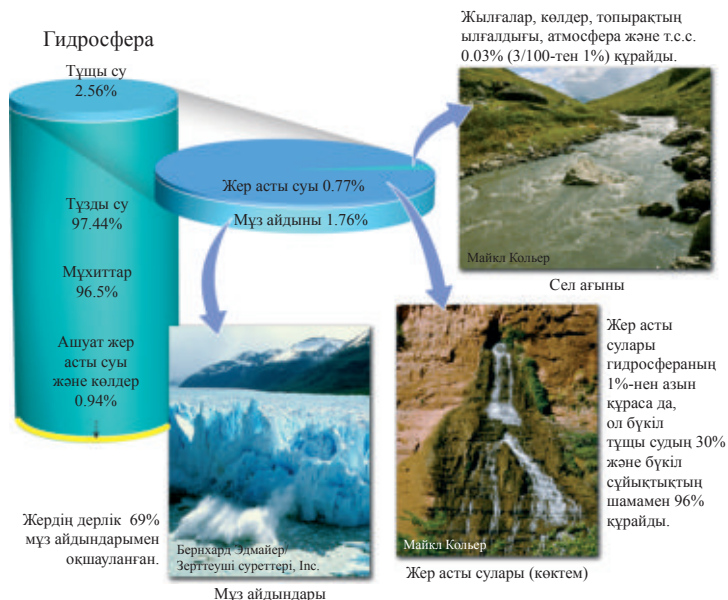 Гидросфера
Тұщы су
2.56%
Тұзды су
97.44%
Мұхиттар
96.5%
Ашуат жер
асты суы
және көлдер
0.94%
Жылғалар, көлдер, топырақтың
ылғалдығы, атмосфера және т.с.с.
0.03% (3/100-тен 1%) құрайды.
Жер асты суы 0.77%
Мұз айдыны 1.76%
Майкл Кольер
Сел ағыны
Жер асты
сулары
гидросфераның
1%-нен азын
құраса да,
ол бүкіл
тұщы судың 30%
және бүкіл
сұйықтықтың
шамамен 96%
құрайды.
Майкл Кольер
Жер асты сулары (көктем)
Жердің дерлік 69%
мұз айдындарымен
оқшауланған.
Бернхард Эдмайер/
Зерттеуші суреттері, Inc.
Мұз айдындары